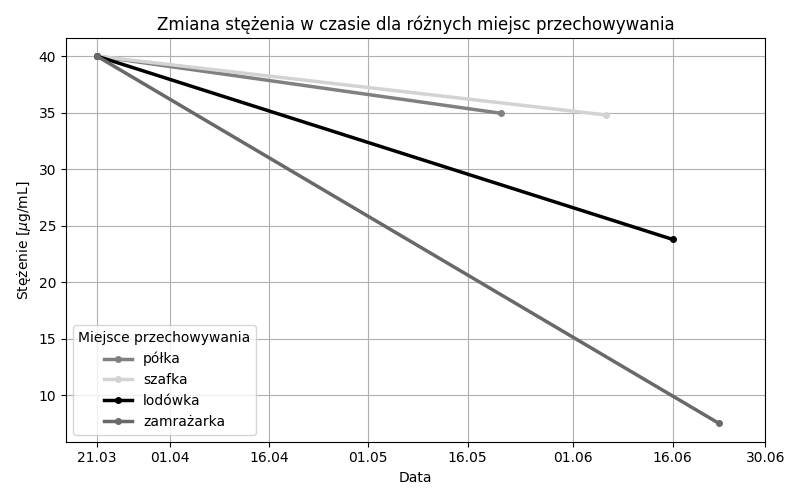 Zmiana stężenia w czasie dla różnych miejsc przechowywania
Stężenie [μg/mL]
40
35
30
25
20
15
10
Miejsce przechowywania
półka
szafka
lodówka
zamrażarka
21.03 01.04 16.04 01.05 16.05 01.06 16.06 30.06
Data